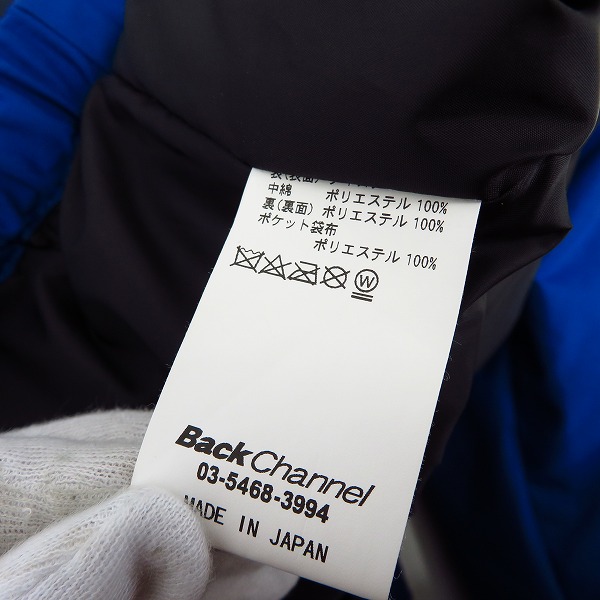 中綿 ポリエステル 100%
裏(裏面) ポリエステル 100%
ポケット袋布
ポリエステル 100%
W
BackChannel
03-5468-3994
MADE IN JAPAN